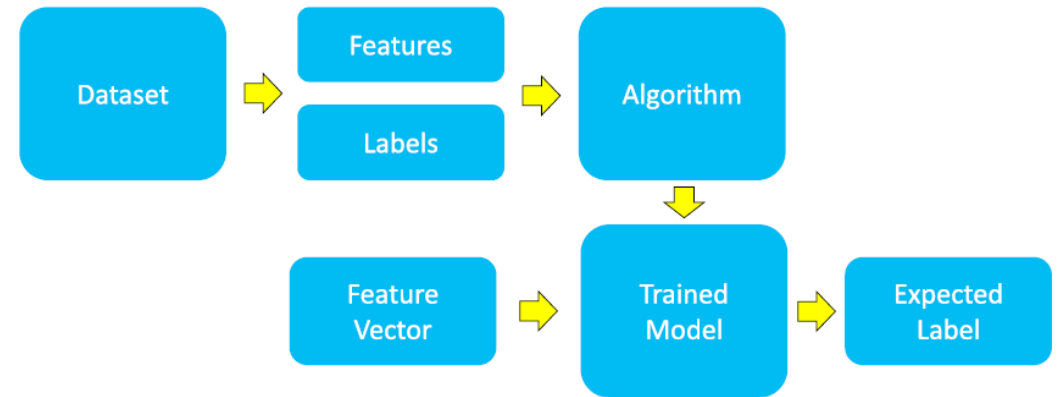 Dataset
Features
Labels
Algorithm
Feature
Vector
Trained
Model
Expected
Label